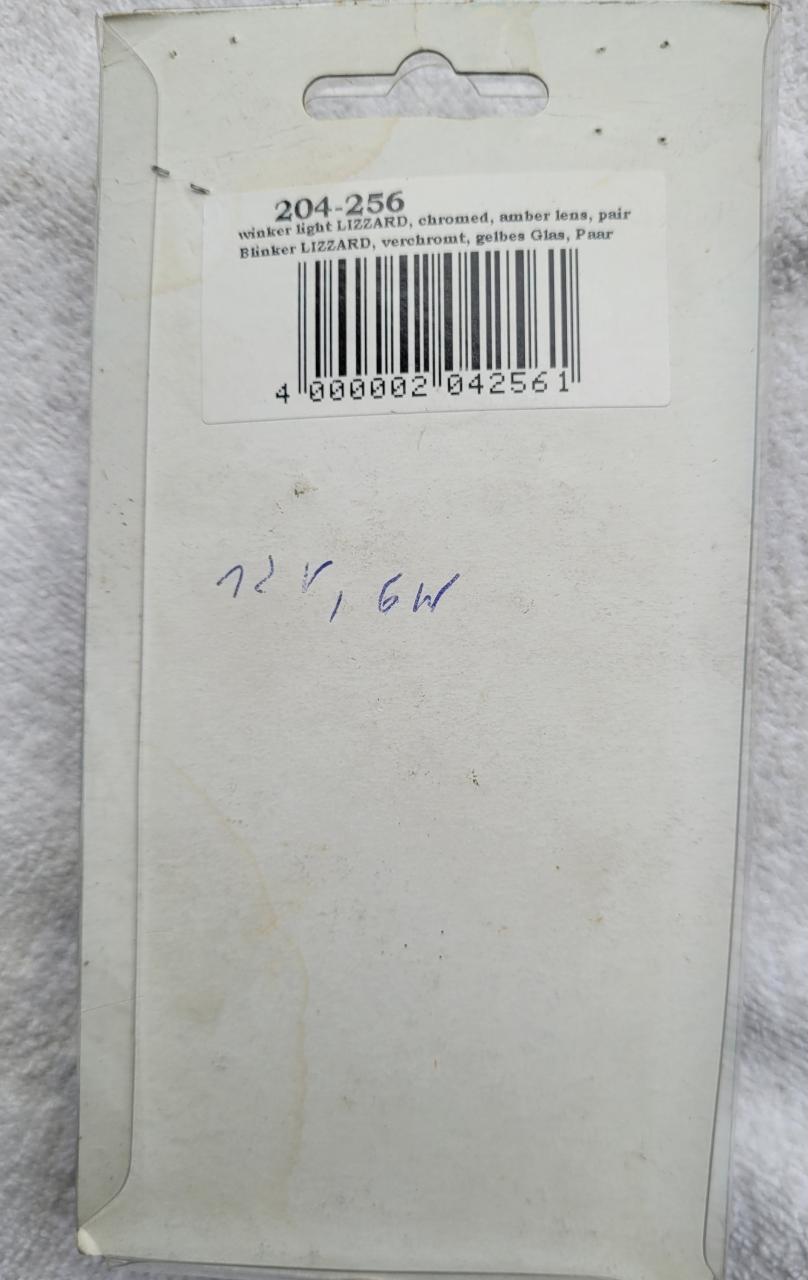 204-256
winker light LIZZARD, chromed, amber lens, pair
Blinker LIZZARD, verchromt, gelbes Glas, Paar
4 000002 042561
12 V, 6W